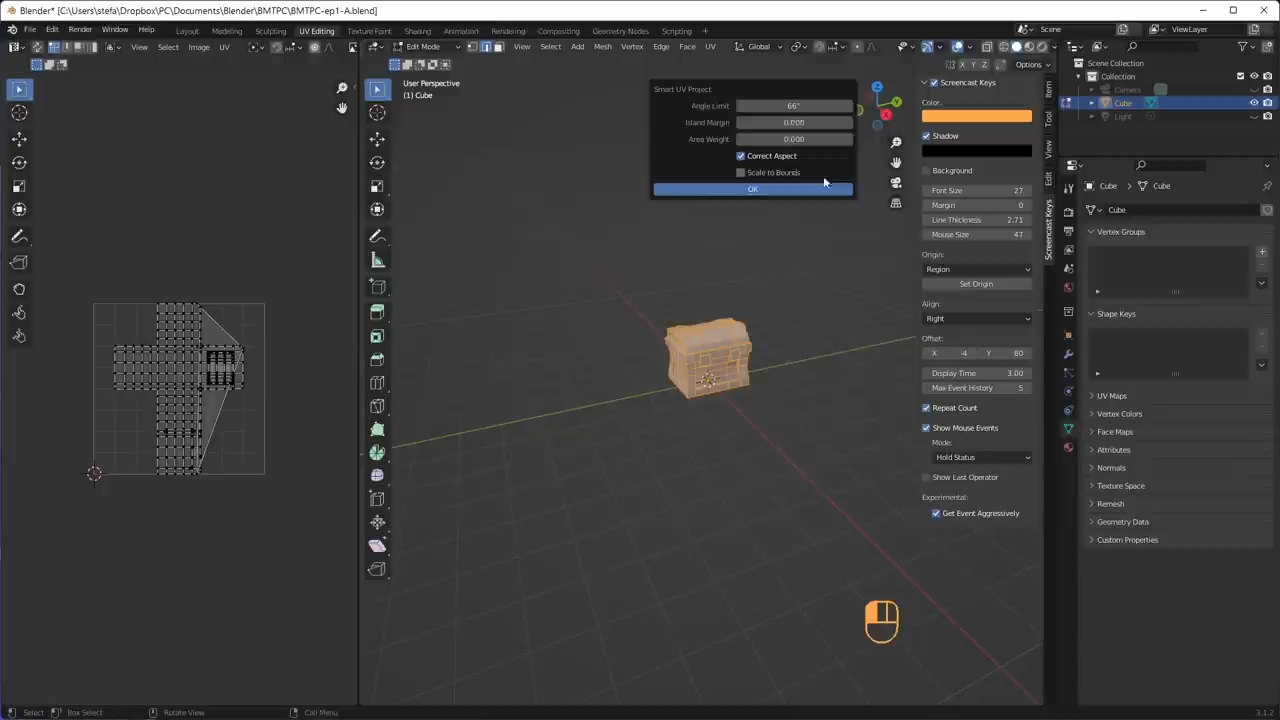 Blender* [C:\Users\stefa\Dropbox\PC\Documents\Blender\BMTPC\BMTPC-ep1-A.blend]
File Edit Render Window Help Layout Modeling Sculpting UV Editing Texture Paint Shading Animation Rendering Compositing Geometry Nodes Scripting Scene ViewLayer
View Select Image UV Edit Mode View Select Add Mesh Vertex Edge Face UV Global
X Y Z Options
User Perspective
(1) Cube
Smart UV Project
Angle Limit 66°
Island Margin 0.000
Area Weight 0.000
Correct Aspect
Scale to Bounds
OK
Z
Y
X
Screencast Keys
Color:
Shadow
Background
Font Size 27
Margin 0
Line Thickness 2.71
Mouse Size 47
Origin:
Region
Set Origin
Align:
Right
Offset:
X -4 Y 80
Display Time 3.00
Max Event History 5
Repeat Count
Show Mouse Events
Mode:
Hold Status
Show Last Operator
Experimental:
Get Event Aggressively
Item
Tool
View
Edit
Screencast Keys
Scene Collection
Collection
Camera
Cube
Light
Cube Cube
Cube
Vertex Groups
Shape Keys
UV Maps
Vertex Colors
Face Maps
Attributes
Normals
Texture Space
Remesh
Geometry Data
Custom Properties
Select Box Select Rotate View Call Menu 3.1.2